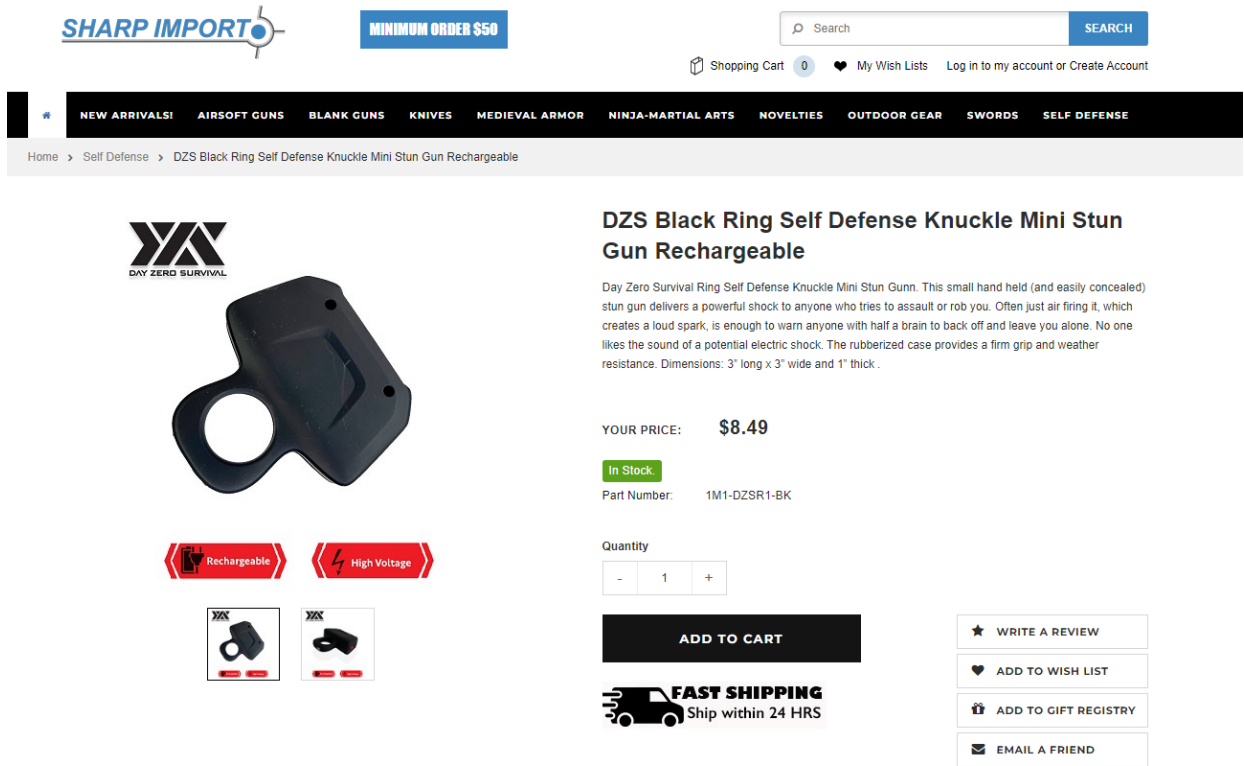 SHARP IMPORT
MINIMUM ORDER $50
Search
SEARCH
Shopping Cart 0 My Wish Lists Log in to my account or Create Account
NEW ARRIVALS! AIRSOFT GUNS BLANK GUNS KNIVES MEDIEVAL ARMOR NINJA-MARTIAL ARTS NOVELTIES OUTDOOR GEAR SWORDS SELF DEFENSE
Home > Self Defense > DZS Black Ring Self Defense Knuckle Mini Stun Gun Rechargeable
DAY ZERO SURVIVAL
Rechargeable
High Voltage
DZS Black Ring Self Defense Knuckle Mini Stun
Gun Rechargeable
Day Zero Survival Ring Self Defense Knuckle Mini Stun Gunn. This small hand held (and easily concealed)
stun gun delivers a powerful shock to anyone who tries to assault or rob you. Often just air firing it, which
creates a loud spark, is enough to warn anyone with half a brain to back off and leave you alone. No one
likes the sound of a potential electric shock. The rubberized case provides a firm grip and weather
resistance. Dimensions: 3” long x 3” wide and 1” thick .
YOUR PRICE: $8.49
In Stock.
Part Number: 1M1-DZSR1-BK
Quantity
- 1 +
ADD TO CART
FAST SHIPPING
Ship within 24 HRS
WRITE A REVIEW
ADD TO WISH LIST
ADD TO GIFT REGISTRY
EMAIL A FRIEND